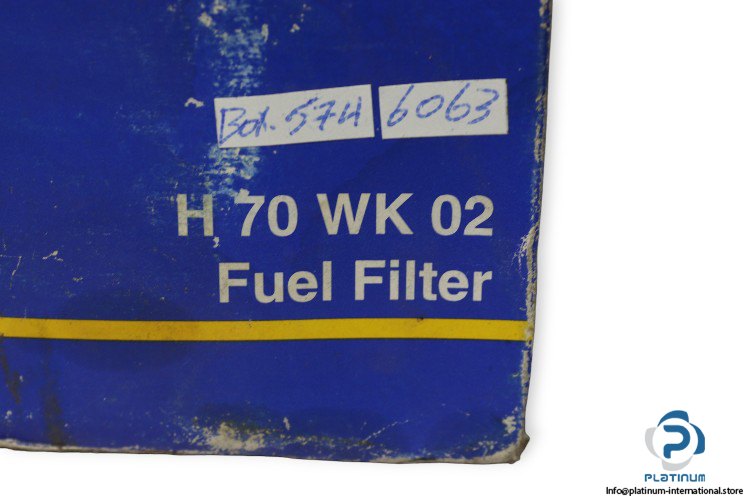 Box.574 6063
H 70 WK 02
Fuel Filter
PLATINUM
Info@platinum-international.store